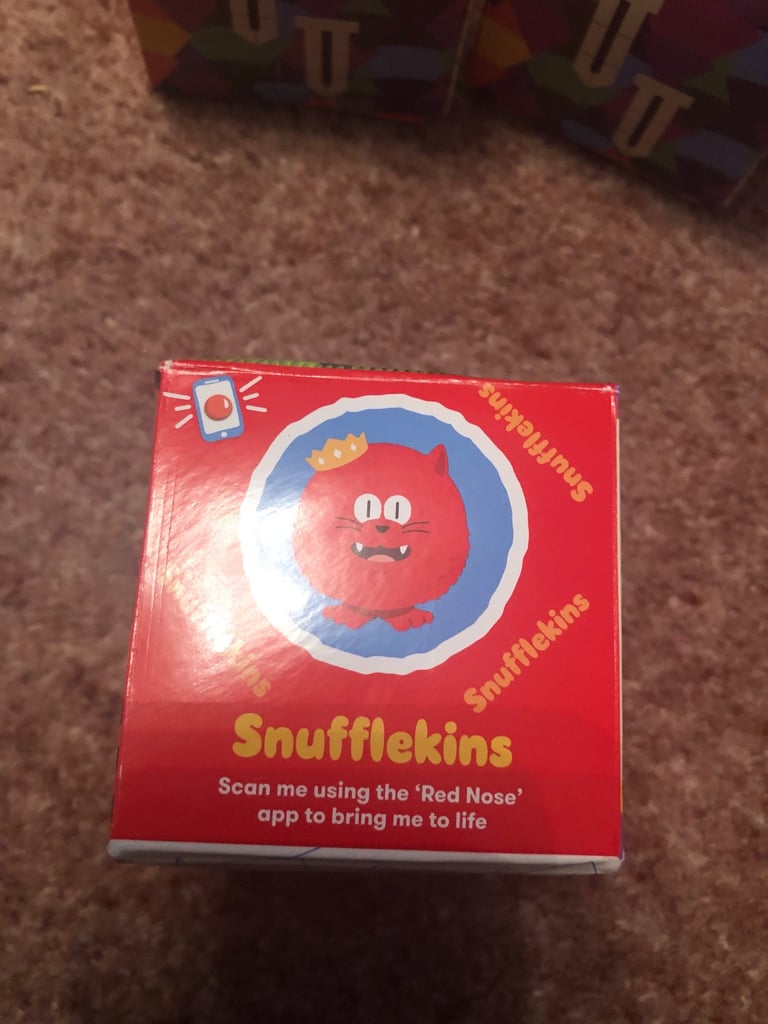 Snufflekins
Snufflekins
Snufflekins
Scan me using the ‘Red Nose’
app to bring me to life